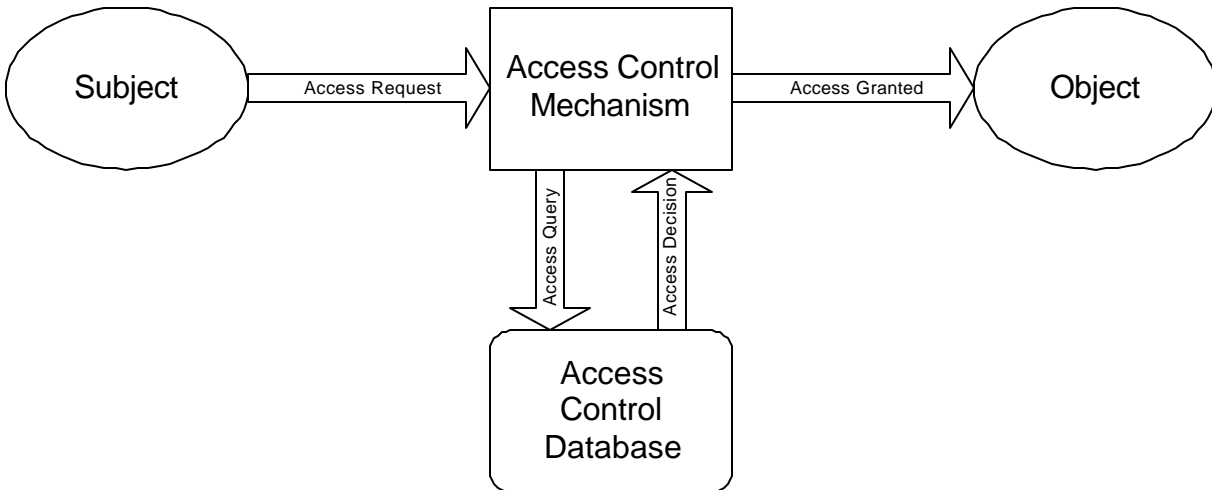 Subject
Access Request
Access Control
Mechanism
Access Granted
Object
Access Query
Access Decision
Access
Control
Database